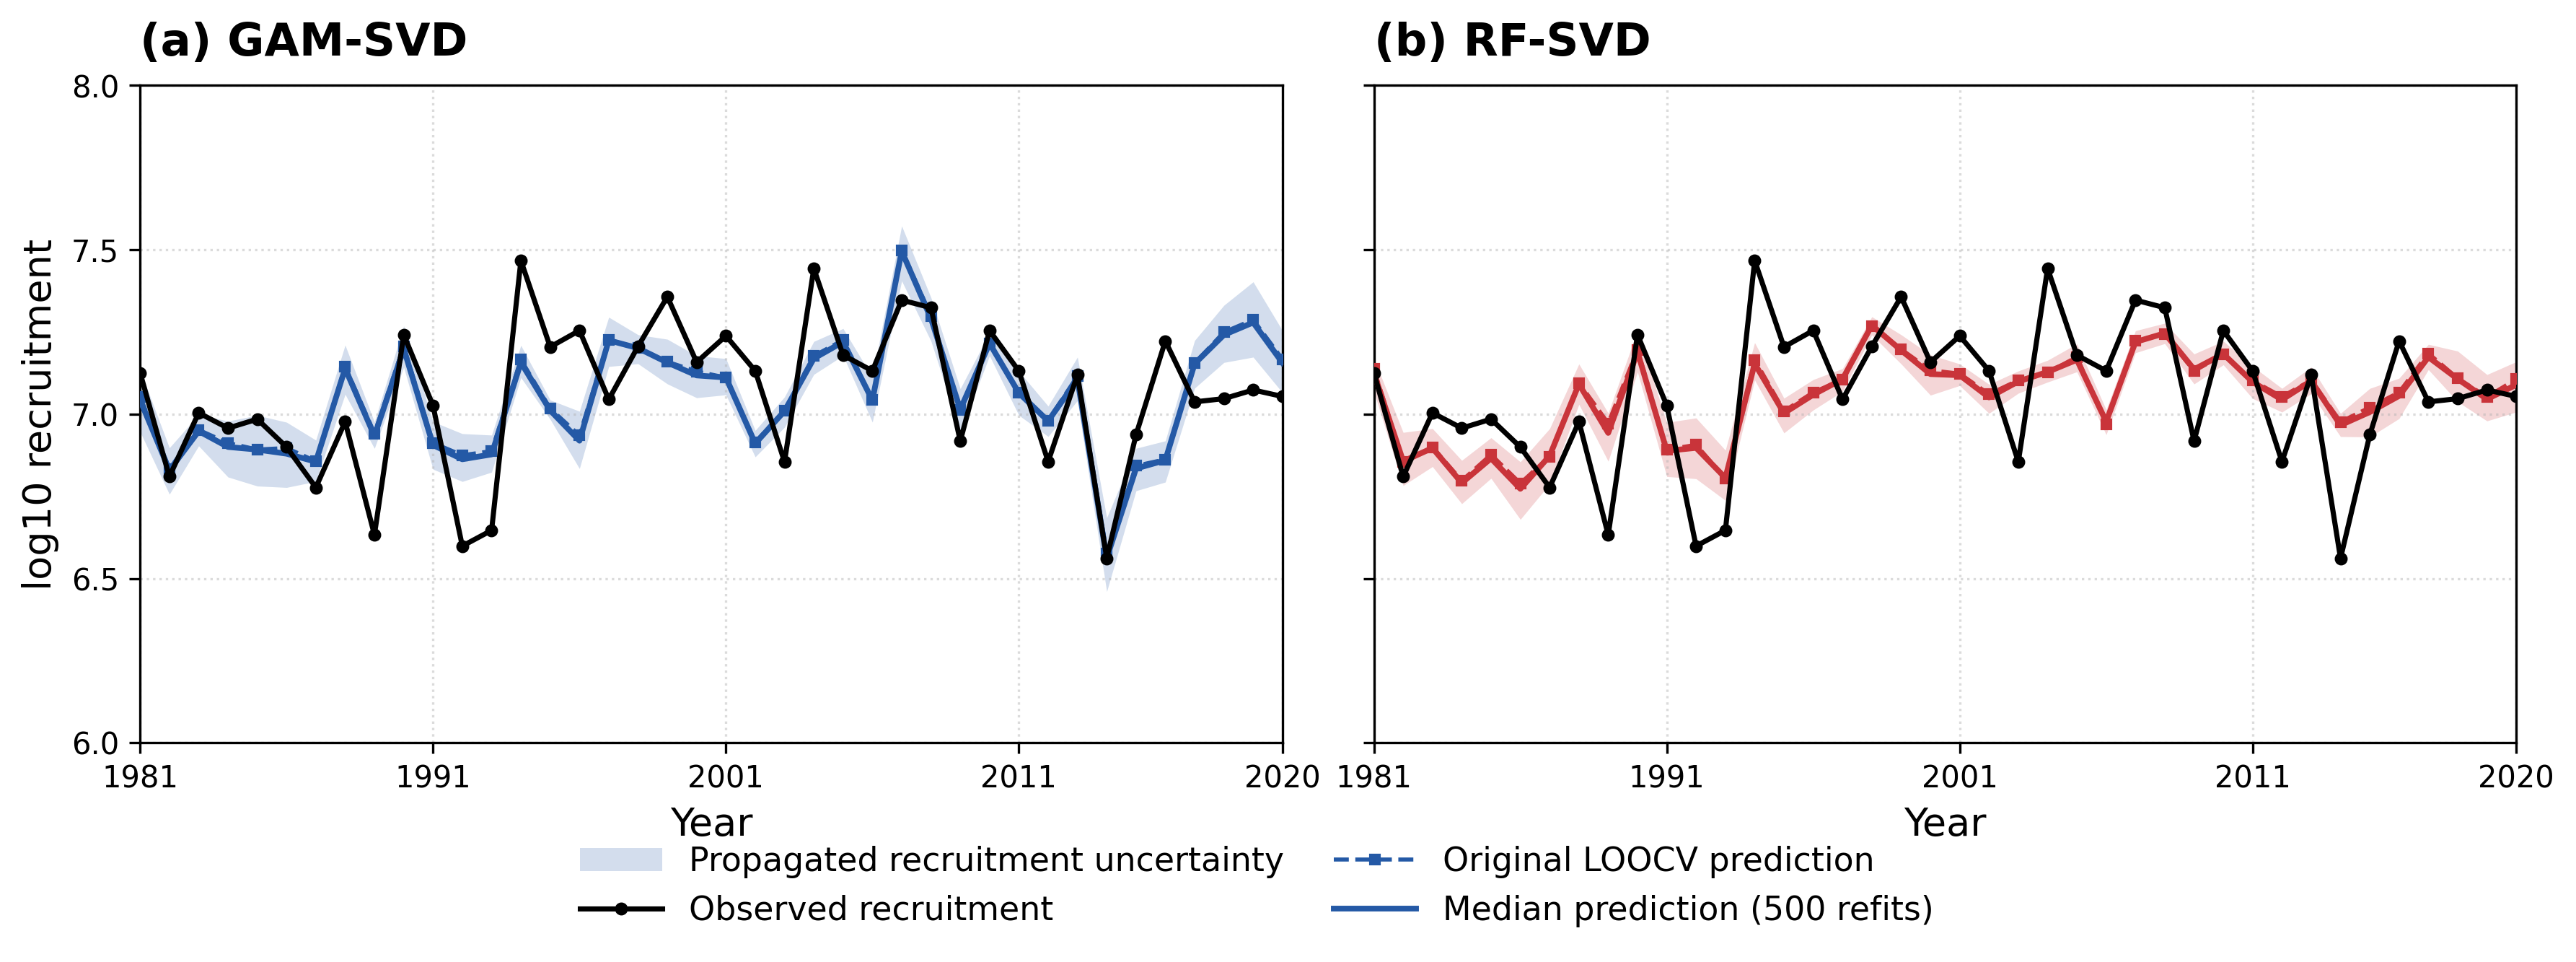 (a) GAM-SVD
(b) RF-SVD
8.0
7.5
7.0
6.5
6.0
log10 recruitment
1981 1991 2001 2011 2020
1981 1991 2001 2011 2020
Year
Year
Propagated recruitment uncertainty
Observed recruitment
Original LOOCV prediction
Median prediction (500 refits)